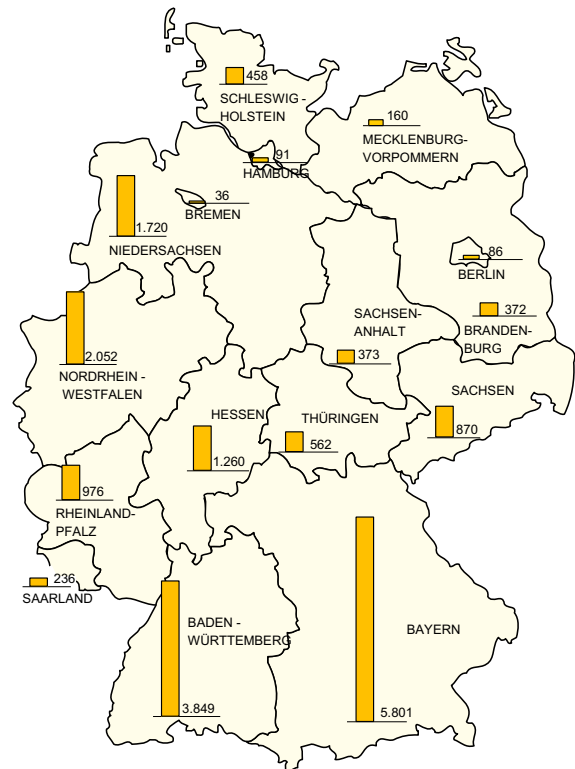 458
SCHLESWIG -
HOLSTEIN
160
MECKLENBURG-
VORPOMMERN
91
HAMBURG
36
BREMEN
1.720
NIEDERSACHSEN
86
BERLIN
372
BRANDEN-
BURG
SACHSEN-
ANHALT
373
2.052
NORDRHEIN -
WESTFALEN
SACHSEN
870
HESSEN
1.260
THÜRINGEN
562
976
RHEINLAND-
PFALZ
236
SAARLAND
BADEN -
WÜRTTEMBERG
3.849
BAYERN
5.801